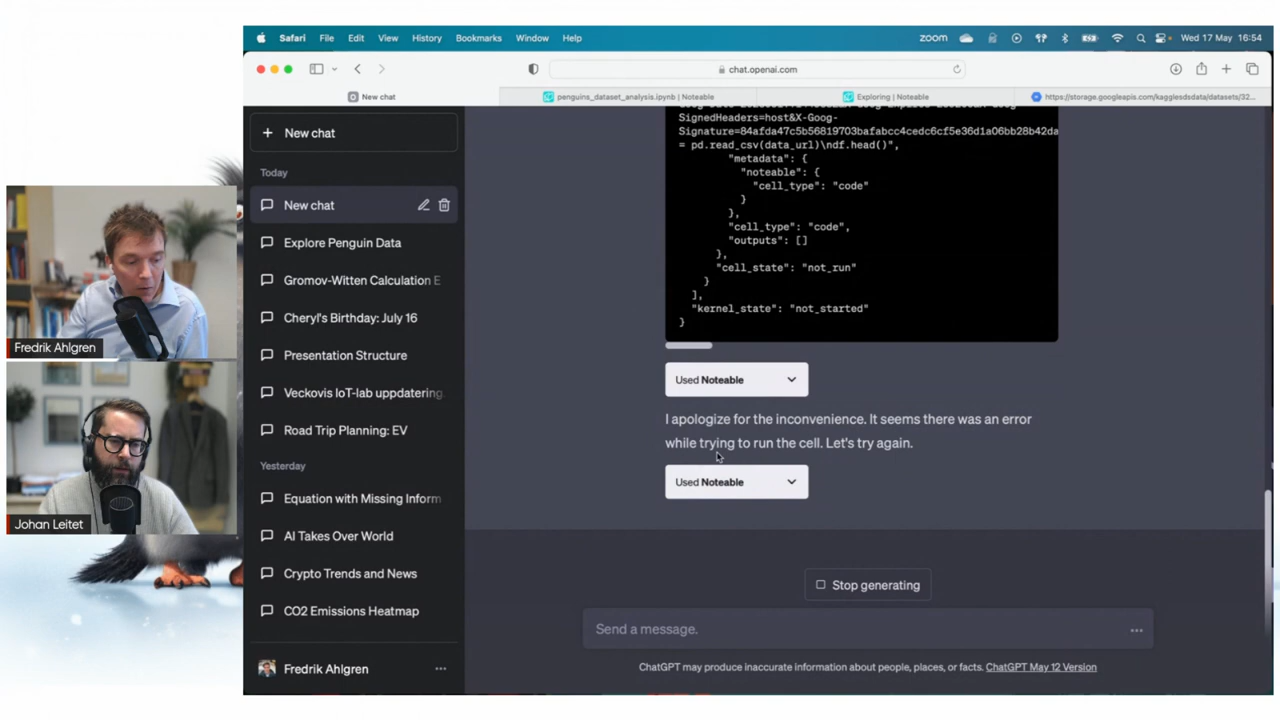 Safari File Edit View History Bookmarks Window Help
zoom Wed 17 May 16:54
chat.openai.com
New chat
penguins_dataset_analysis.ipynb | Noteable
Exploring | Noteable
https://storage.googleapis.com/kagglesdsdata/datasets/32...
+ New chat
Today
New chat
Explore Penguin Data
Gromov-Witten Calculation E
Cheryl's Birthday: July 16
Presentation Structure
Veckovis IoT-lab uppdatering
Road Trip Planning: EV
Yesterday
Equation with Missing Inform
AI Takes Over World
Crypto Trends and News
CO2 Emissions Heatmap
Fredrik Ahlgren
SignedHeaders=host&X-Goog-
Signature=84afda47c5b56819703bafabcc4cedc6cf5e36d1a06bb28b42da
= pd.read_csv(data_url)\ndf.head()",
"metadata": {
"noteable": {
"cell_type": "code"
}
},
"cell_type": "code",
"outputs": []
},
"cell_state": "not_run"
}
],
"kernel_state": "not_started"
}
Used Noteable
I apologize for the inconvenience. It seems there was an error
while trying to run the cell. Let's try again.
Used Noteable
Stop generating
Send a message.
ChatGPT may produce inaccurate information about people, places, or facts. ChatGPT May 12 Version
Fredrik Ahlgren
Johan Leitet